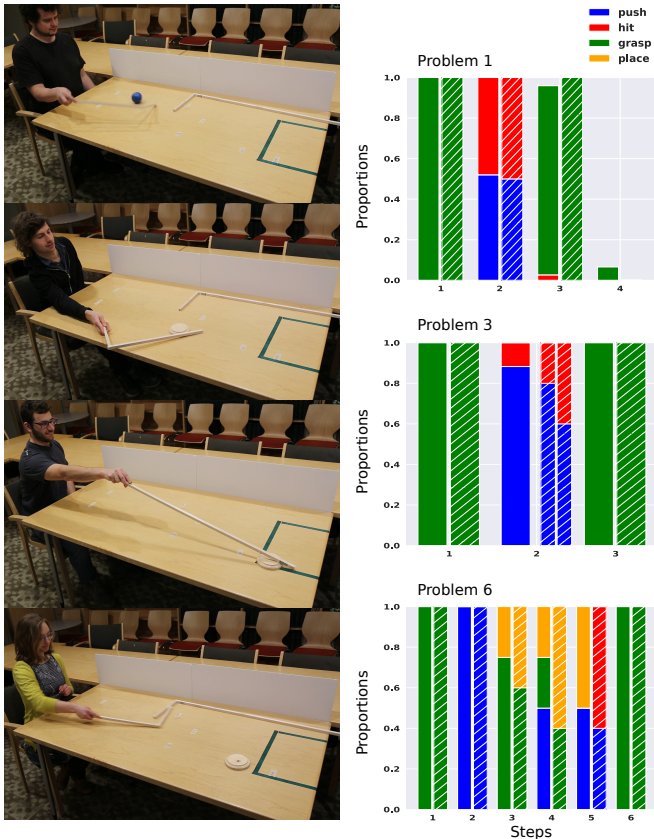 push
hit
grasp
place
Problem 1
1.0
0.8
0.6
0.4
0.2
0.0
Proportions
1 2 3 4
Problem 3
1.0
0.8
0.6
0.4
0.2
0.0
Proportions
1 2 3
Problem 6
1.0
0.8
0.6
0.4
0.2
0.0
Proportions
1 2 3 4 5 6
Steps